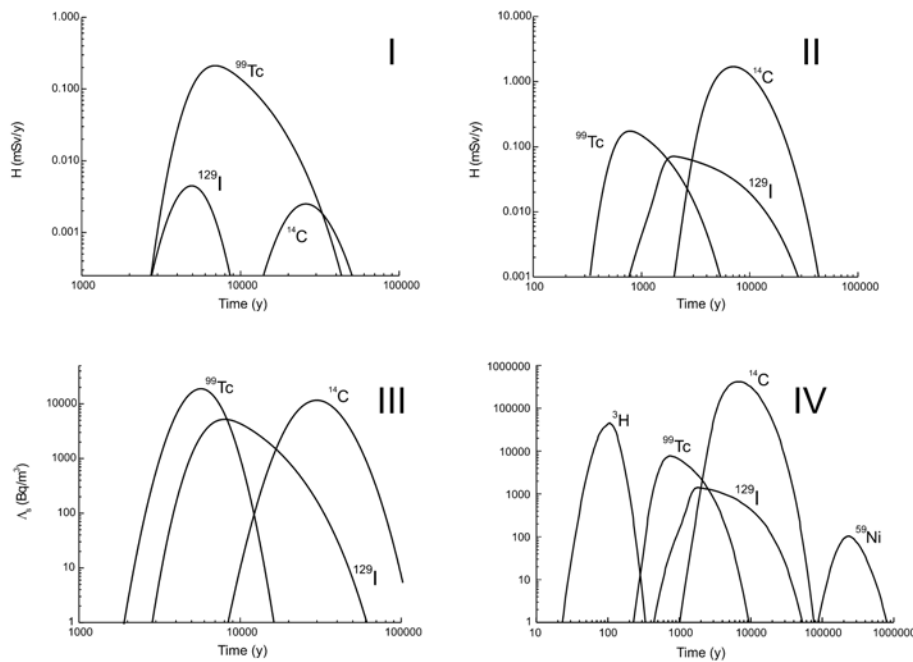 I
1.000
0.100
0.010
0.001
H (mSv/y)
99Tc
129I
14C
1000
10000
100000
Time (y)
II
10.000
1.000
0.100
0.010
0.001
H (mSv/y)
99Tc
14C
129I
100
1000
10000
100000
Time (y)
III
10000
1000
100
10
1
Λb (Bq/m3)
99Tc
14C
129I
1000
10000
100000
Time (y)
IV
1000000
100000
10000
1000
100
10
1
3H
99Tc
14C
129I
59Ni
10
100
1000
10000
100000
1000000
Time (y)